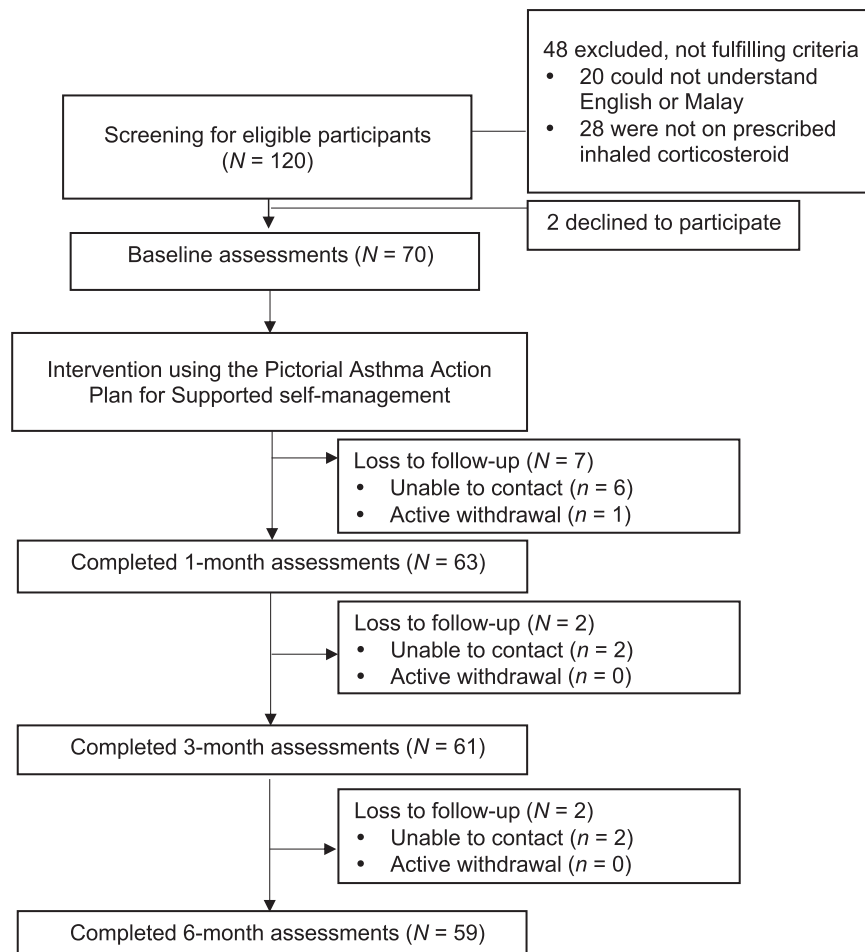 48 excluded, not fulfilling criteria
• 20 could not understand
English or Malay
• 28 were not on prescribed
inhaled corticosteroid
Screening for eligible participants
(N = 120)
2 declined to participate
Baseline assessments (N = 70)
Intervention using the Pictorial Asthma Action
Plan for Supported self-management
Loss to follow-up (N = 7)
• Unable to contact (n = 6)
• Active withdrawal (n = 1)
Completed 1-month assessments (N = 63)
Loss to follow-up (N = 2)
• Unable to contact (n = 2)
• Active withdrawal (n = 0)
Completed 3-month assessments (N = 61)
Loss to follow-up (N = 2)
• Unable to contact (n = 2)
• Active withdrawal (n = 0)
Completed 6-month assessments (N = 59)